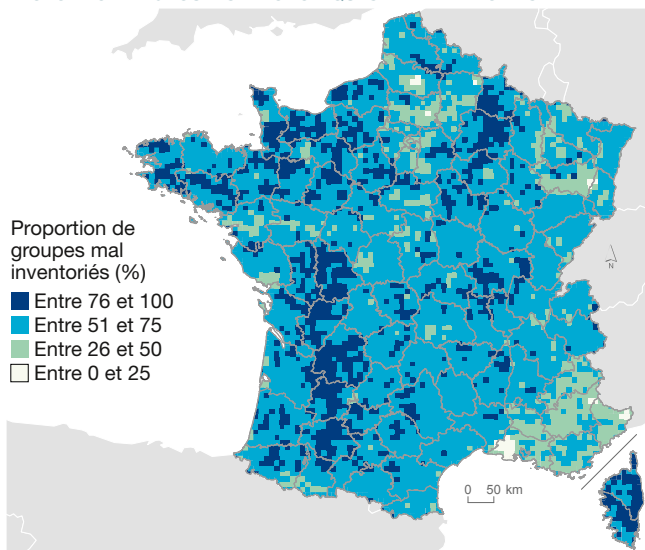 Proportion de
groupes mal
inventoriés (%)
Entre 76 et 100
Entre 51 et 75
Entre 26 et 50
Entre 0 et 25
N
0 50 km